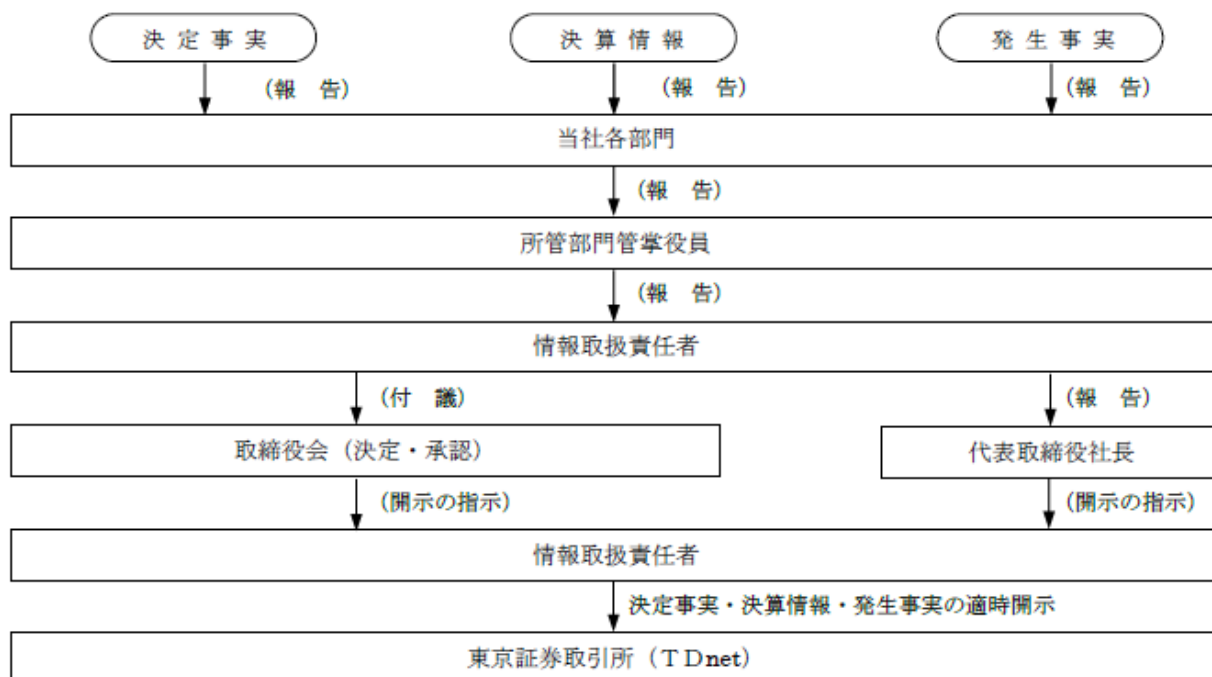 決定事実 決算情報 発生事実
(報 告) (報 告) (報 告)
当社各部門
(報 告)
所管部門管掌役員
(報 告)
情報取扱責任者
(付 議) (報 告)
取締役会（決定・承認） 代表取締役社長
(開示の指示) (開示の指示)
情報取扱責任者
決定事実・決算情報・発生事実の適時開示
東京証券取引所（ＴＤnet）